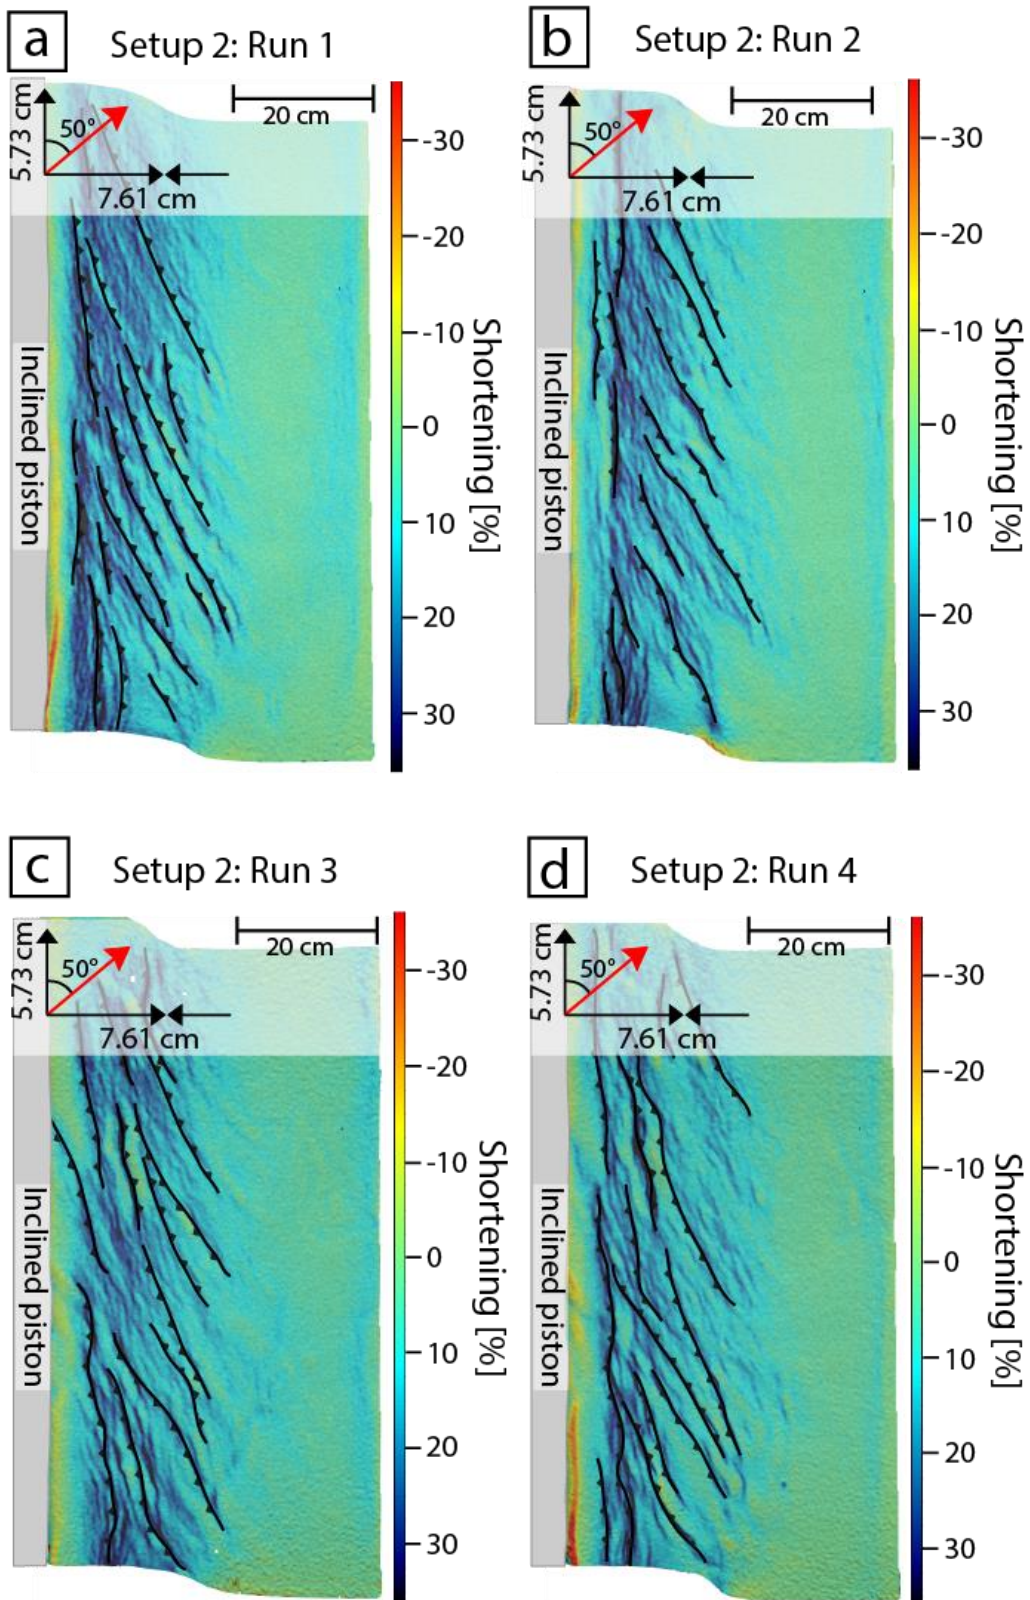 a
Setup 2: Run 1
5.73 cm
50°
20 cm
7.61 cm
Inclined piston
-30
-20
-10
0
10
20
30
Shortening [%]
b
Setup 2: Run 2
5.73 cm
50°
20 cm
7.61 cm
Inclined piston
-30
-20
-10
0
10
20
30
Shortening [%]
c
Setup 2: Run 3
5.73 cm
50°
20 cm
7.61 cm
Inclined piston
-30
-20
-10
0
10
20
30
Shortening [%]
d
Setup 2: Run 4
5.73 cm
50°
20 cm
7.61 cm
Inclined piston
-30
-20
-10
0
10
20
30
Shortening [%]